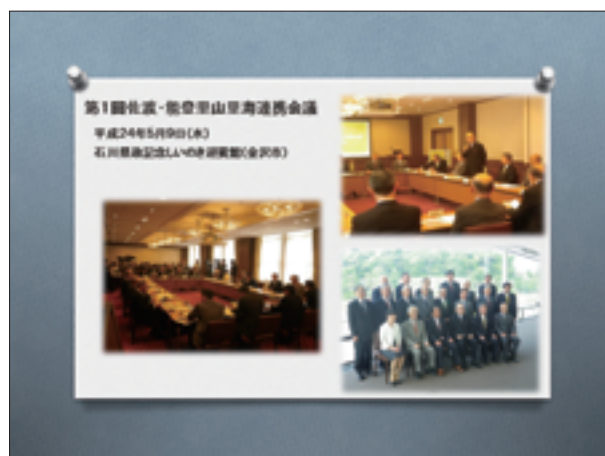 第1回佐渡・能登里山里海連携会議
平成24年5月9日(水)
石川県政記念しいのき迎賓館(金沢市)